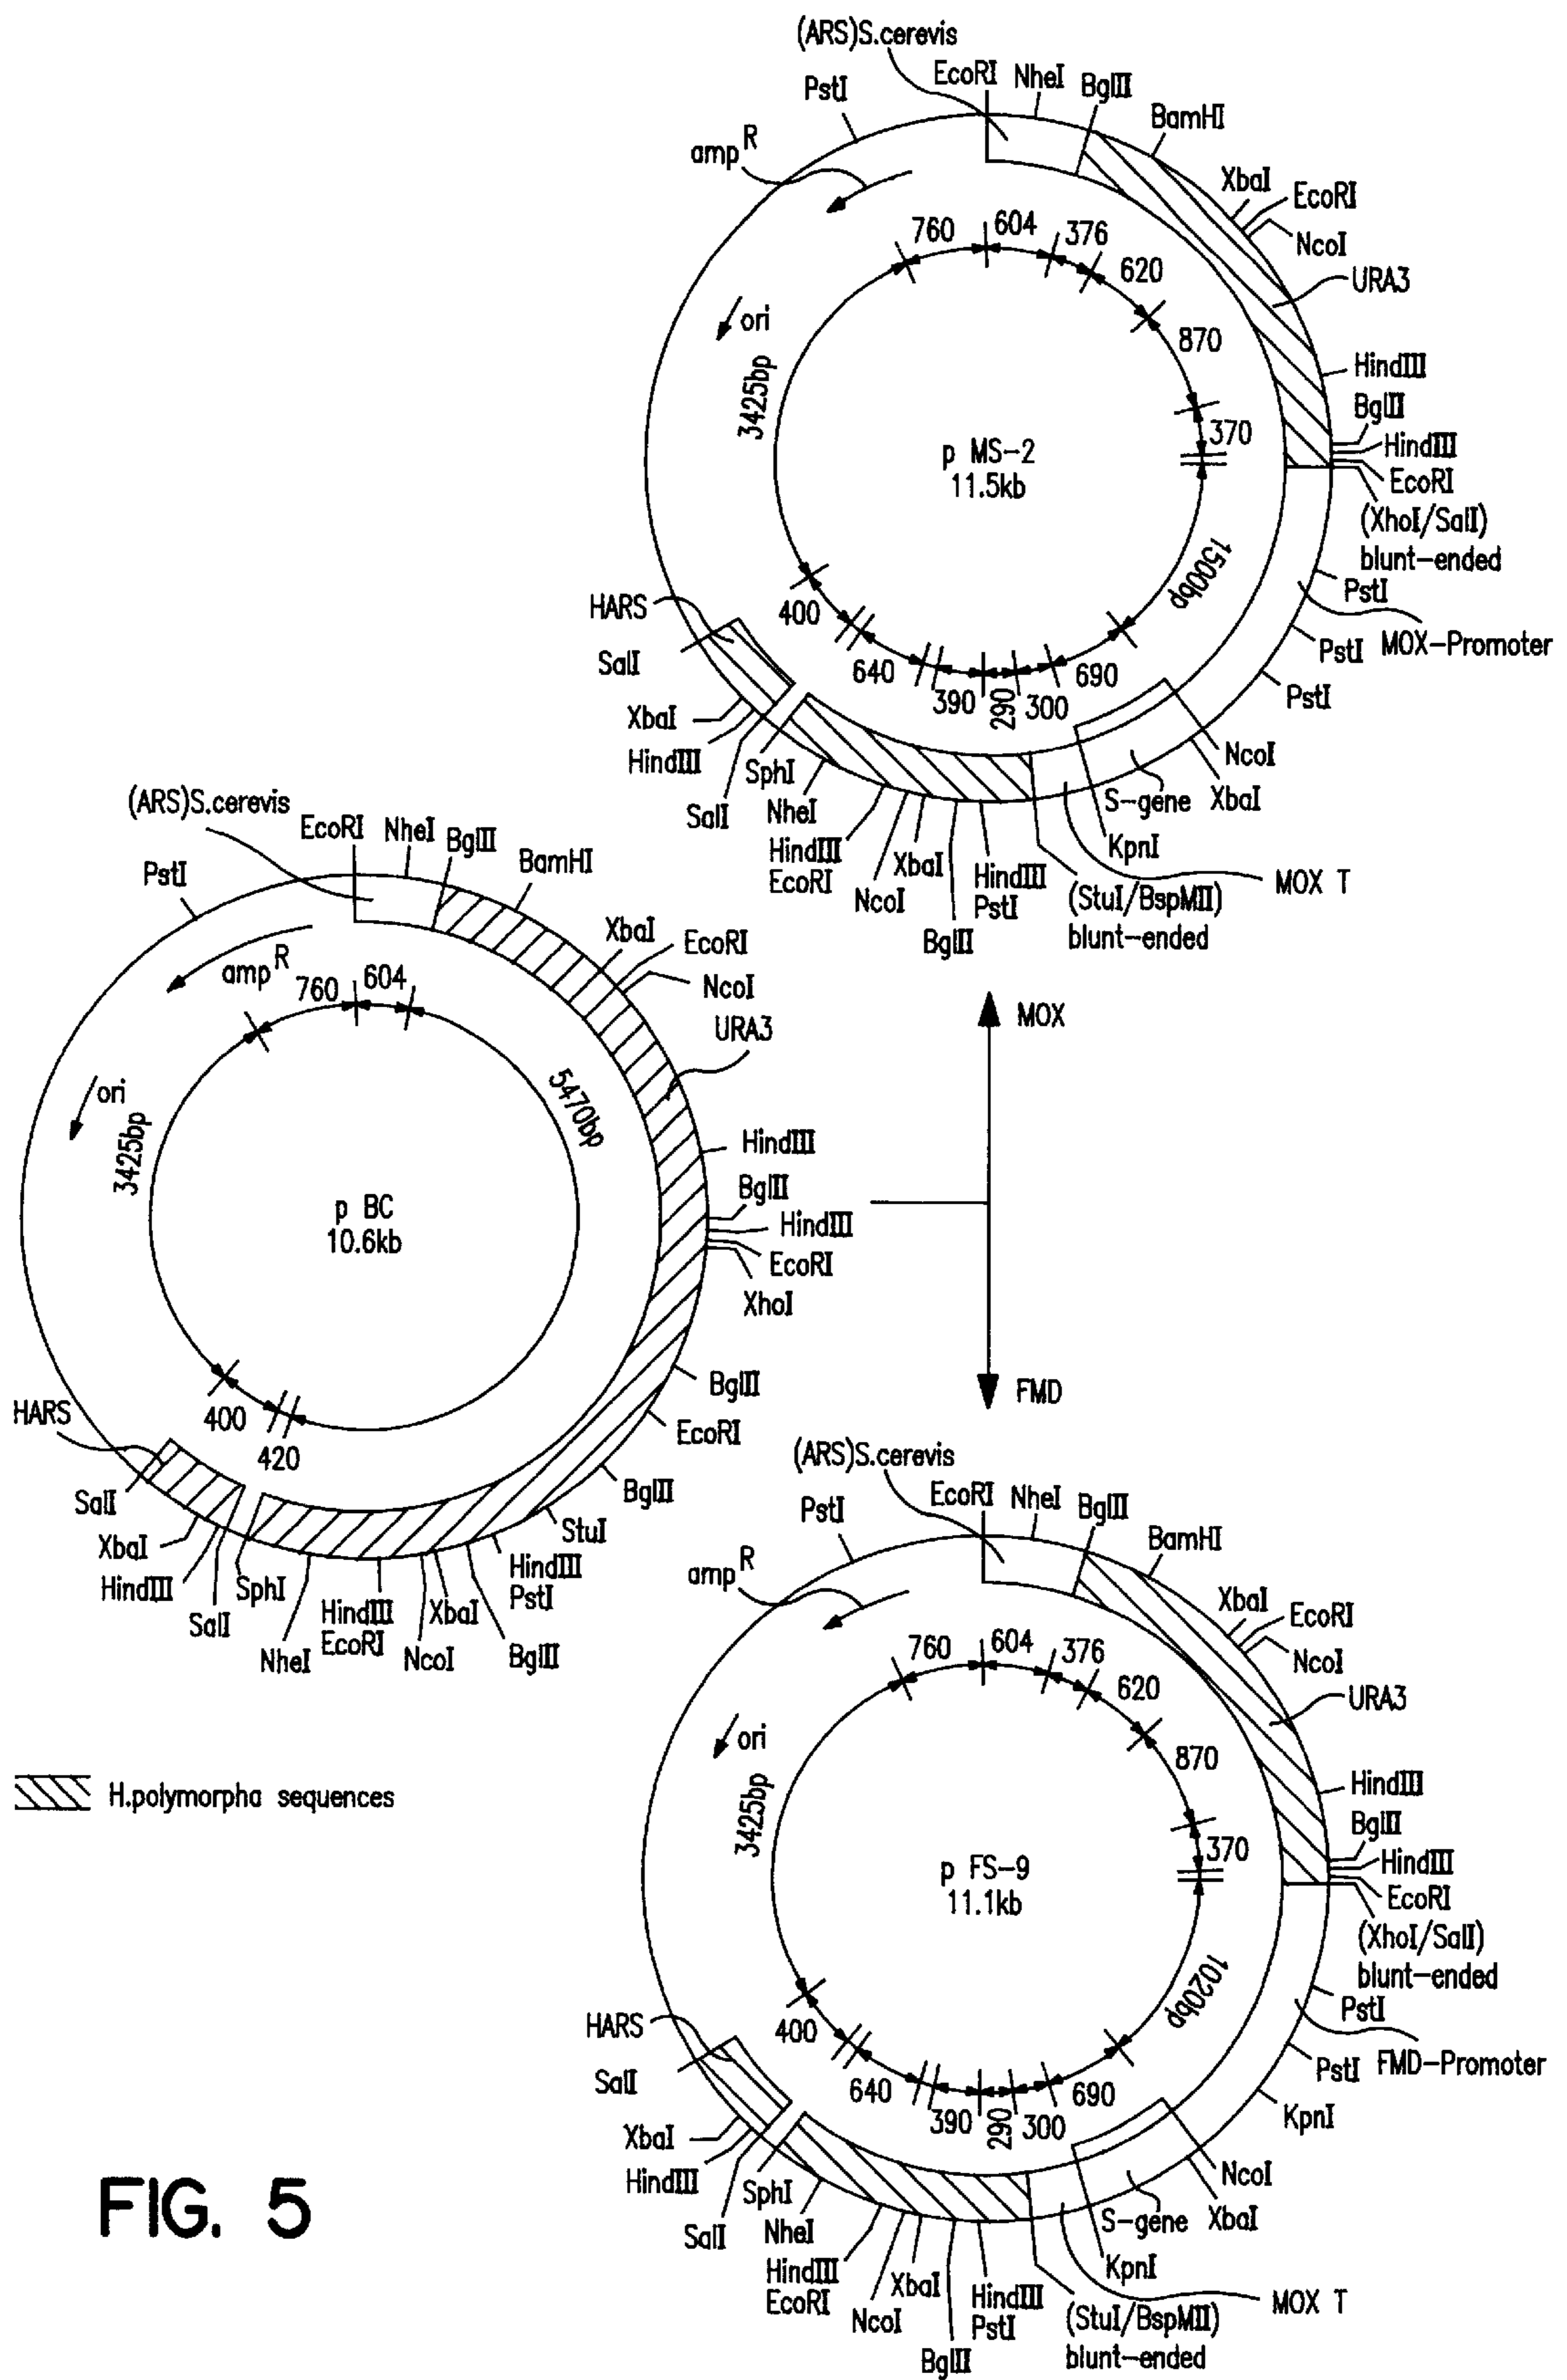 (ARS)S.cerevis
EcoRI
NheI
BglII
PstI
BamHI
amp R
XbaI
EcoRI
NcoI
760
604
376
620
URA3
ori
870
3425bp
HindIII
370
BglII
HindIII
EcoRI
(XhoI/SalI)
blunt-ended
p MS-2
11.5kb
1500bp
PstI
MOX-Promoter
PstI
PstI
HARS
400
640
390
290
300
690
SalI
XbaI
HindIII
SalI
SphI
NheI
HindIII
EcoRI
NcoI
XbaI
BglII
HindIII
PstI
(StuI/BspMII)
blunt-ended
KpnI
S-gene
XbaI
NcoI
MOX T
MOX
FMD
(ARS)S.cerevis
EcoRI
NheI
BglII
PstI
BamHI
XbaI
EcoRI
NcoI
amp R
760
604
URA3
ori
5470bp
3425bp
HindIII
BglII
HindIII
EcoRI
XhoI
p BC
10.6kb
BglII
EcoRI
HARS
400
420
BglII
StuI
SalI
XbaI
HindIII
SalI
SphI
NheI
HindIII
EcoRI
NcoI
XbaI
BglII
HindIII
PstI
H.polymorpha sequences
(ARS)S.cerevis
EcoRI
NheI
BglII
PstI
BamHI
amp R
XbaI
EcoRI
NcoI
760
604
376
620
URA3
ori
870
3425bp
HindIII
370
BglII
HindIII
EcoRI
(XhoI/SalI)
blunt-ended
p FS-9
11.1kb
1020bp
PstI
FMD-Promoter
PstI
KpnI
HARS
400
640
390
290
300
690
SalI
XbaI
HindIII
SalI
SphI
NheI
HindIII
EcoRI
NcoI
XbaI
BglII
HindIII
PstI
(StuI/BspMII)
blunt-ended
KpnI
S-gene
XbaI
NcoI
MOX T
FIG. 5